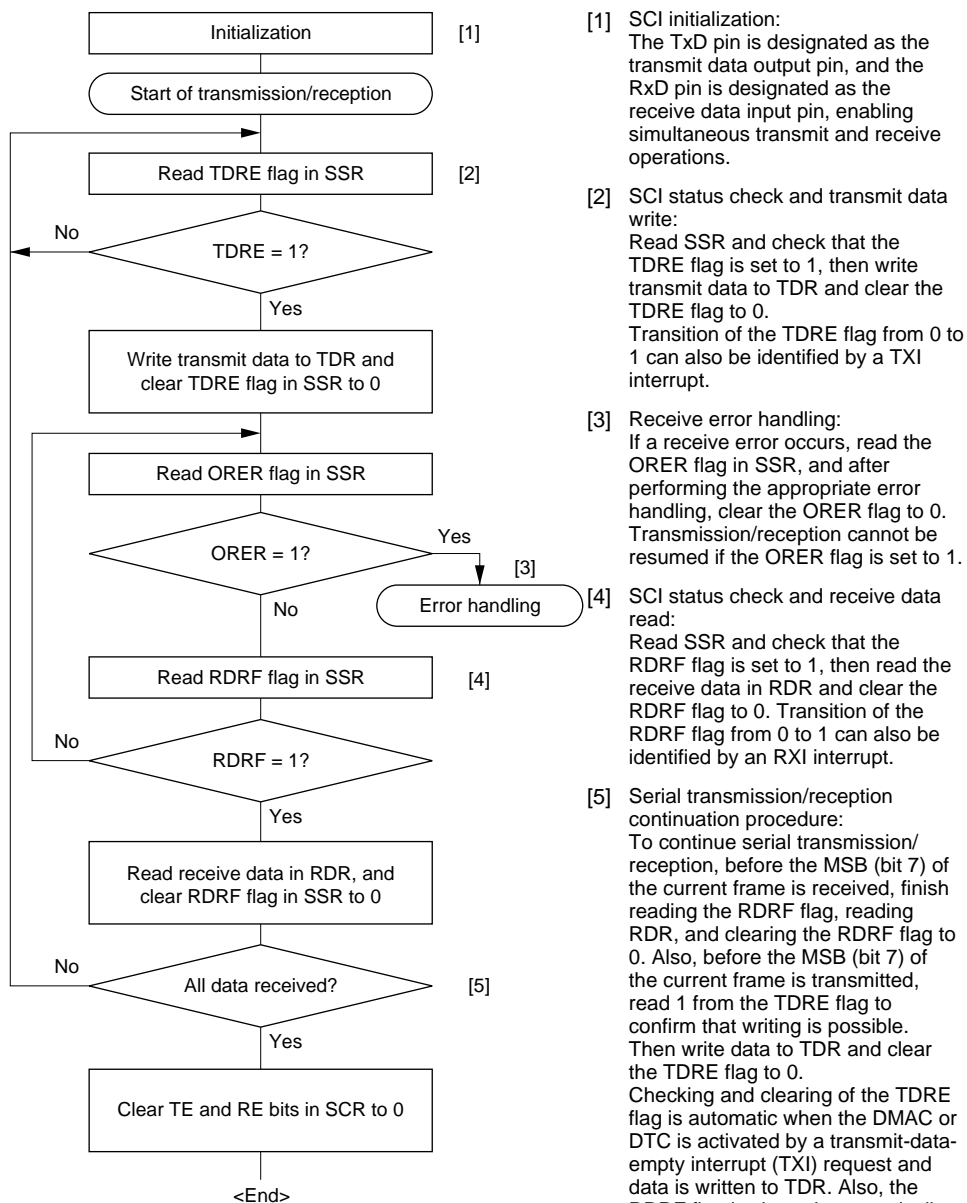 Initialization
[1]
Start of transmission/reception
Read TDRE flag in SSR
[2]
No
TDRE = 1?
Yes
Write transmit data to TDR and
clear TDRE flag in SSR to 0
Read ORER flag in SSR
Yes
ORER = 1?
[3]
No
Error handling
Read RDRF flag in SSR
[4]
No
RDRF = 1?
Yes
Read receive data in RDR, and
clear RDRF flag in SSR to 0
No
All data received?
[5]
Yes
Clear TE and RE bits in SCR to 0
<End>
[1] SCI initialization:
The TxD pin is designated as the
transmit data output pin, and the
RxD pin is designated as the
receive data input pin, enabling
simultaneous transmit and receive
operations.
[2] SCI status check and transmit data
write:
Read SSR and check that the
TDRE flag is set to 1, then write
transmit data to TDR and clear the
TDRE flag to 0.
Transition of the TDRE flag from 0 to
1 can also be identified by a TXI
interrupt.
[3] Receive error handling:
If a receive error occurs, read the
ORER flag in SSR, and after
performing the appropriate error
handling, clear the ORER flag to 0.
Transmission/reception cannot be
resumed if the ORER flag is set to 1.
[4] SCI status check and receive data
read:
Read SSR and check that the
RDRF flag is set to 1, then read the
receive data in RDR and clear the
RDRF flag to 0. Transition of the
RDRF flag from 0 to 1 can also be
identified by an RXI interrupt.
[5] Serial transmission/reception
continuation procedure:
To continue serial transmission/
reception, before the MSB (bit 7) of
the current frame is received, finish
reading the RDRF flag, reading
RDR, and clearing the RDRF flag to
0. Also, before the MSB (bit 7) of
the current frame is transmitted,
read 1 from the TDRE flag to
confirm that writing is possible.
Then write data to TDR and clear
the TDRE flag to 0.
Checking and clearing of the TDRE
flag is automatic when the DMAC or
DTC is activated by a transmit-data-
empty interrupt (TXI) request and
data is written to TDR. Also, the